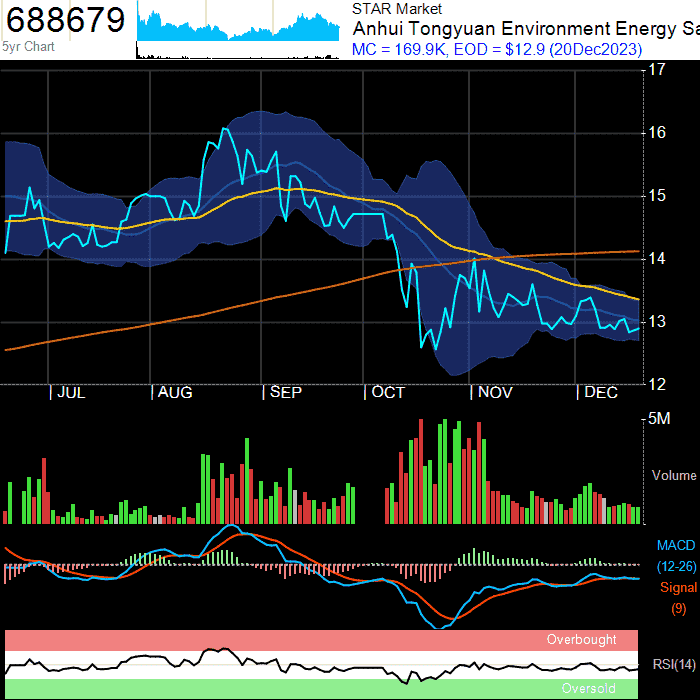 688679
5yr Chart
STAR Market
Anhui Tongyuan Environment Energy Sa
MC = 169.9K, EOD = $12.9 (20Dec2023)
17
16
15
14
13
12
JUL AUG SEP OCT NOV DEC
5M
Volume
MACD
(12-26)
Signal
(9)
Overbought
RSI(14)
Oversold